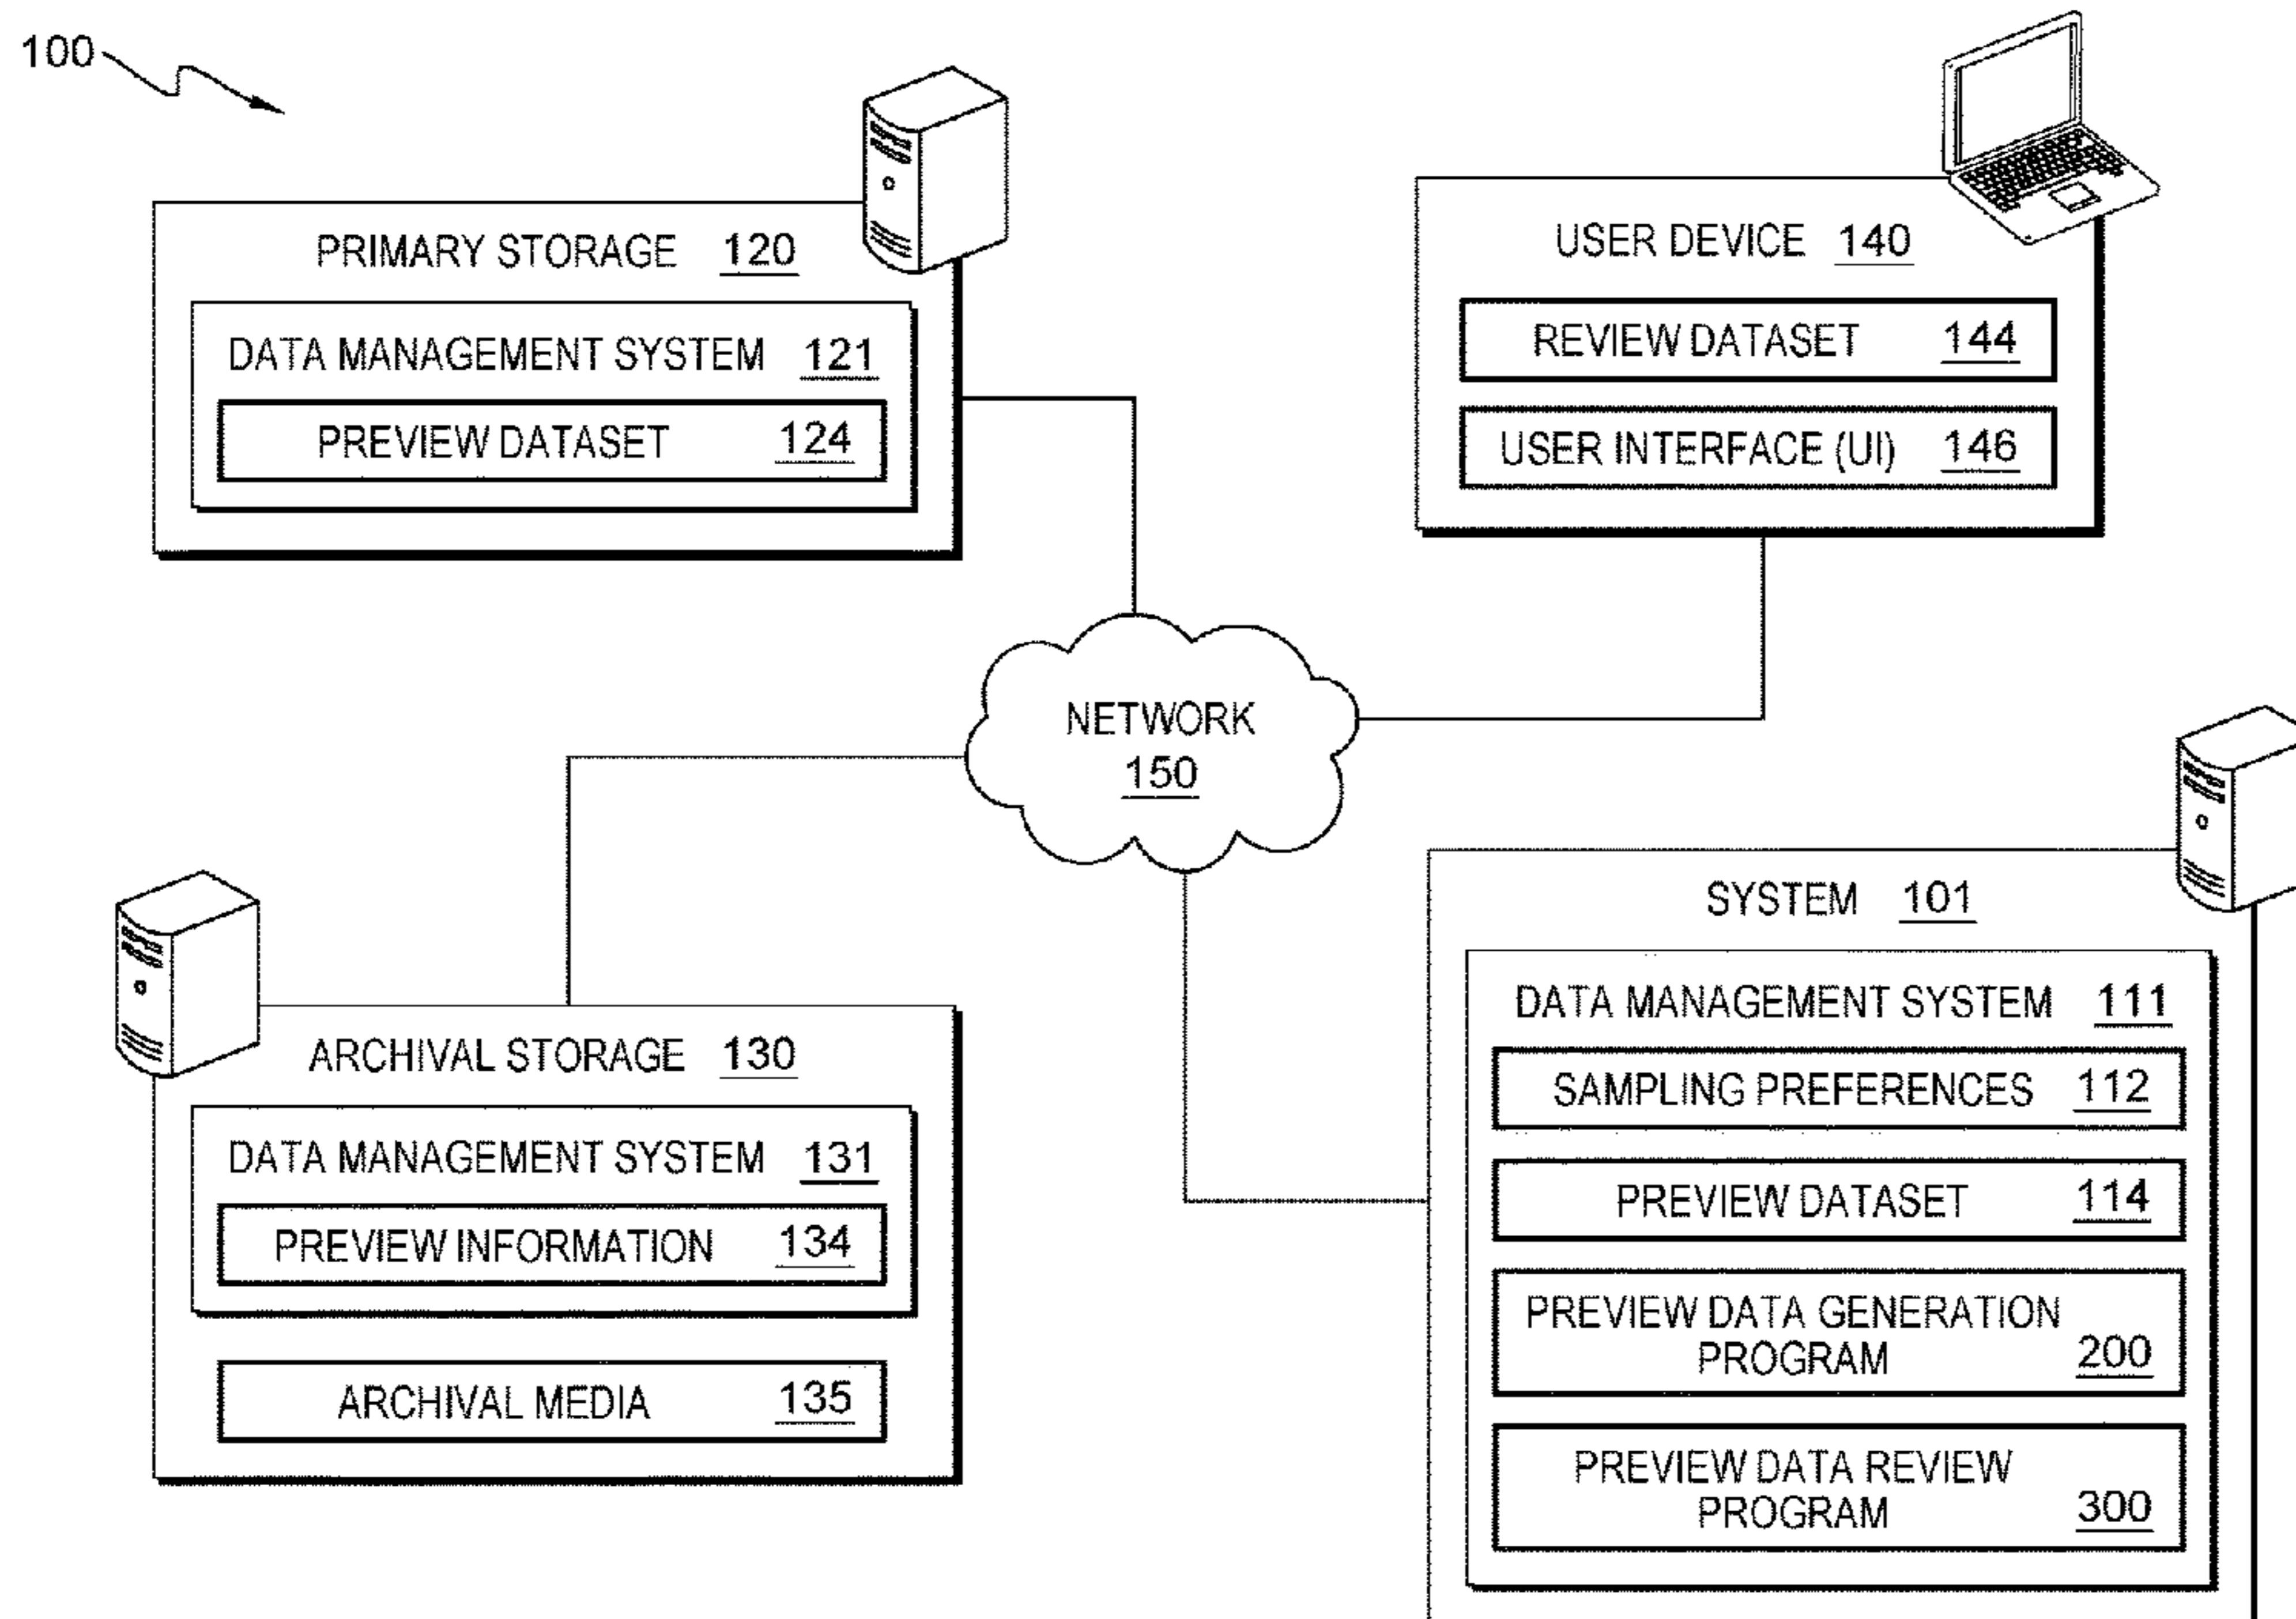 100
PRIMARY STORAGE 120
DATA MANAGEMENT SYSTEM 121
PREVIEW DATASET 124
USER DEVICE 140
REVIEW DATASET 144
USER INTERFACE (UI) 146
NETWORK
150
ARCHIVAL STORAGE 130
DATA MANAGEMENT SYSTEM 131
PREVIEW INFORMATION 134
ARCHIVAL MEDIA 135
SYSTEM 101
DATA MANAGEMENT SYSTEM 111
SAMPLING PREFERENCES 112
PREVIEW DATASET 114
PREVIEW DATA GENERATION
PROGRAM 200
PREVIEW DATA REVIEW
PROGRAM 300